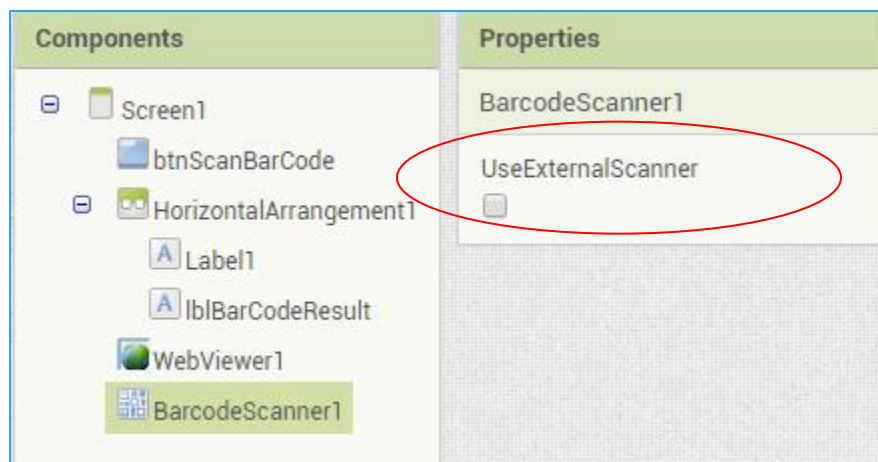 Components
Screen1
btnScanBarCode
HorizontalArrangement1
A Label1
A lblBarCodeResult
WebViewer1
BarcodeScanner1
Properties
BarcodeScanner1
UseExternalScanner